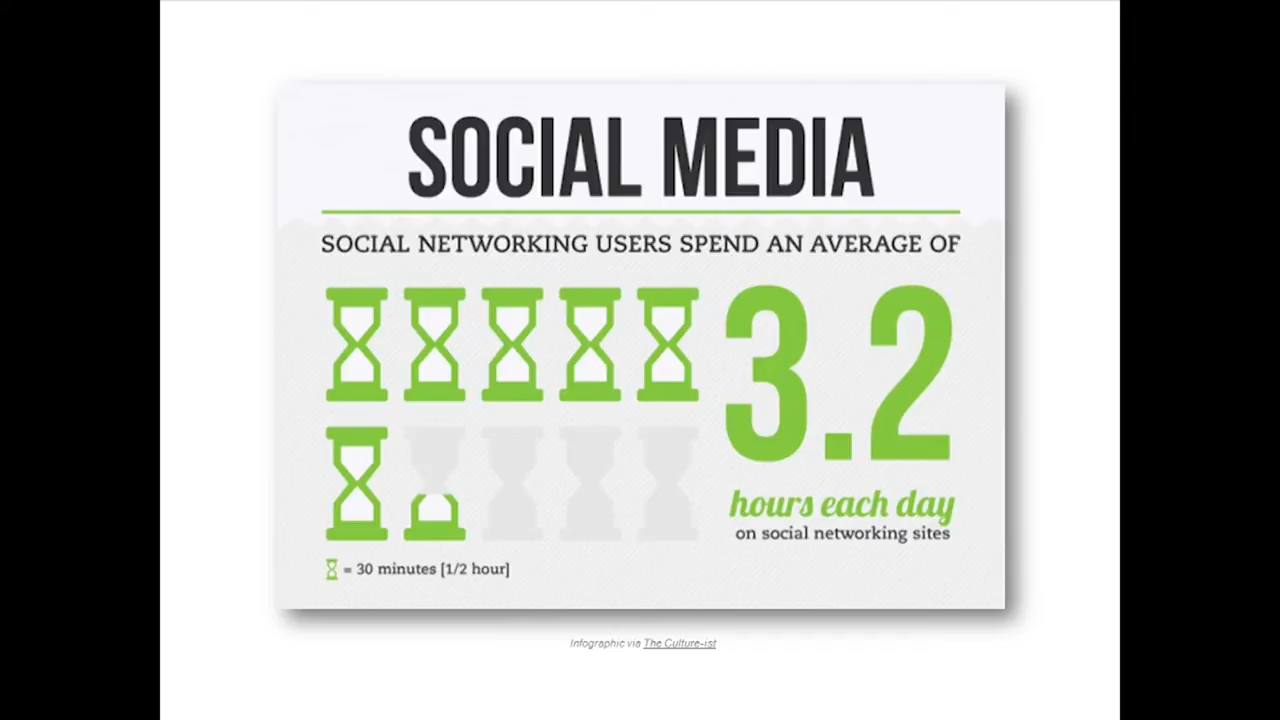 SOCIAL MEDIA
SOCIAL NETWORKING USERS SPEND AN AVERAGE OF
3.2
hours each day
on social networking sites
= 30 minutes [1/2 hour]
Infographic via The Culture-ist